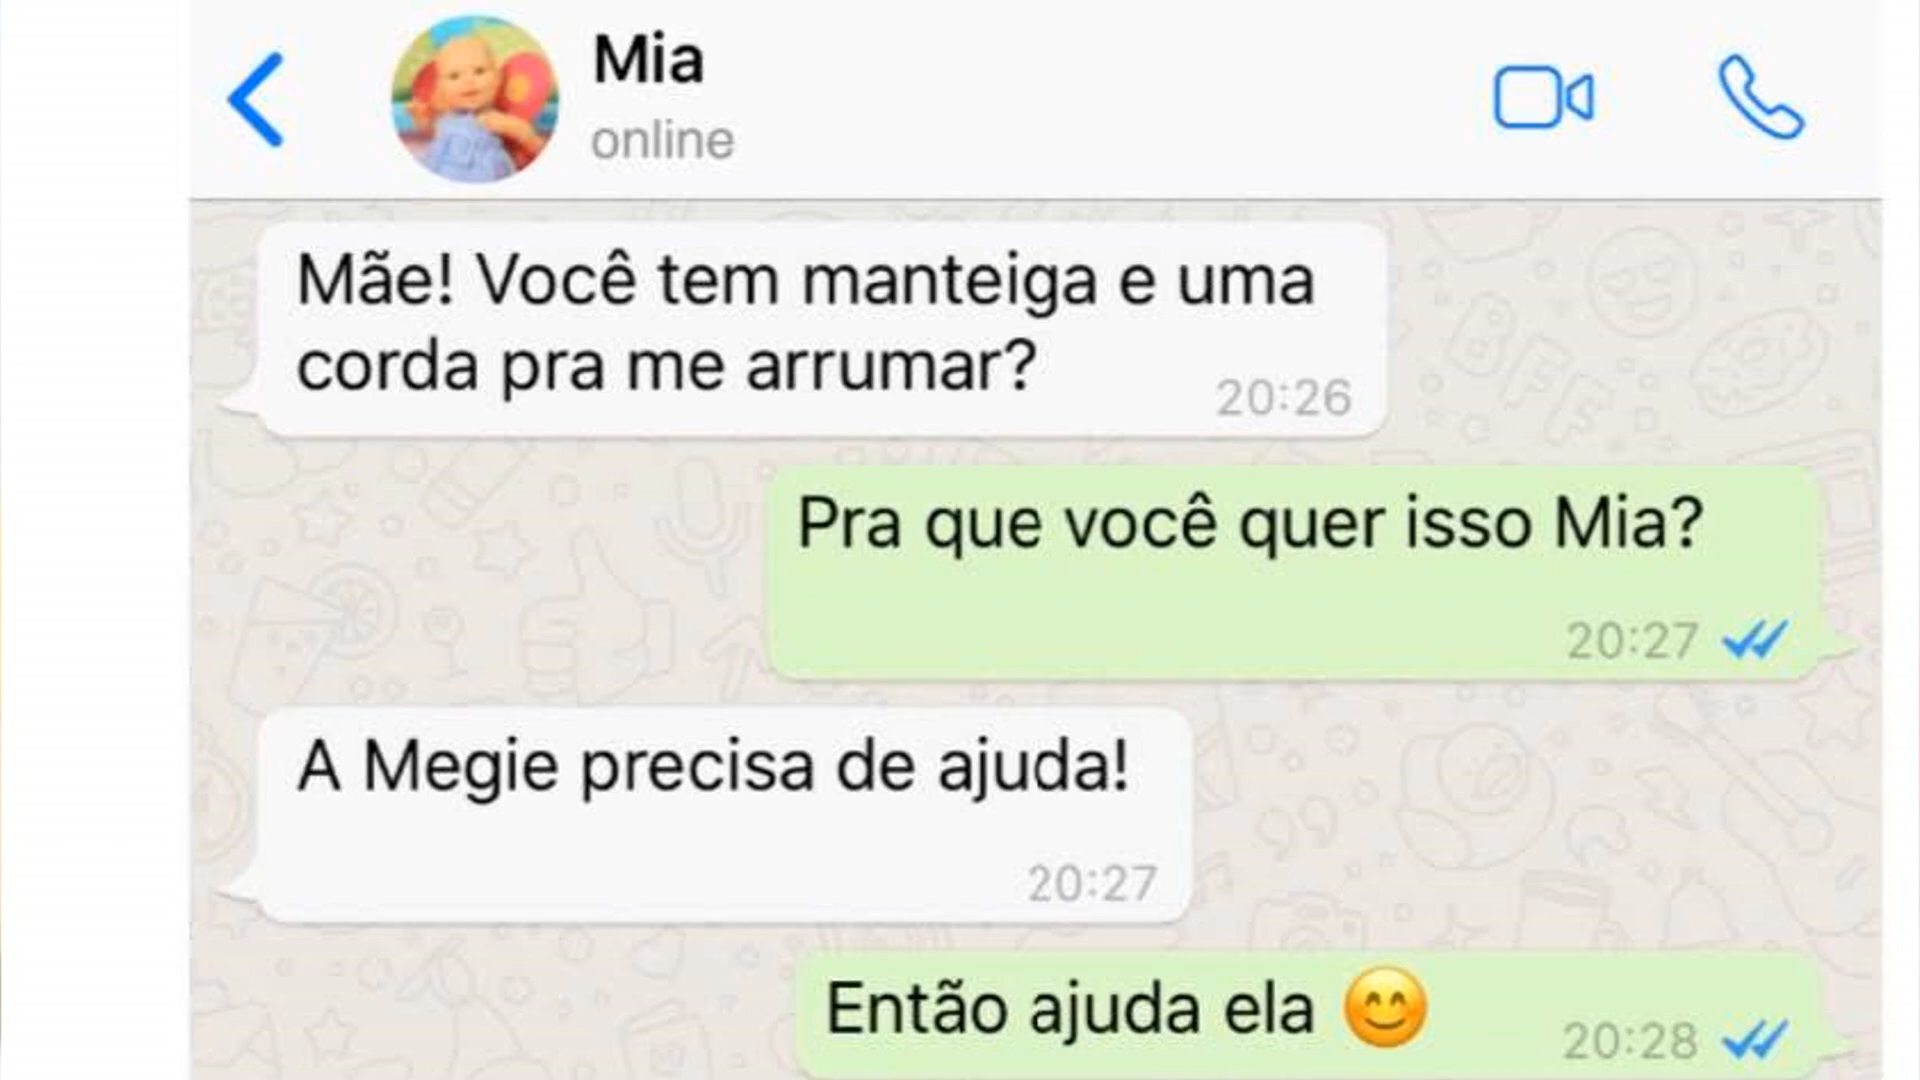 Mia
online
Mãe! Você tem manteiga e uma
corda pra me arrumar?
20:26
Pra que você quer isso Mia?
20:27
A Megie precisa de ajuda!
20:27
Então ajuda ela 😊
20:28